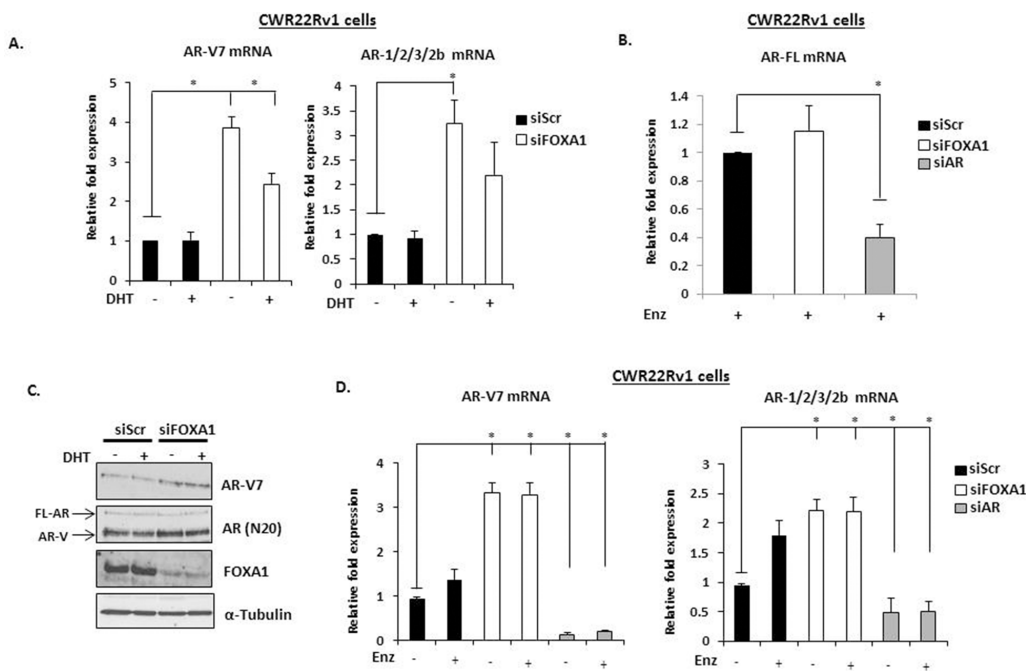 CWR22Rv1 cells
A.
AR-V7 mRNA
AR-1/2/3/2b mRNA
Relative fold expression
5
4
3
2
1
0
* *
DHT - + - +
Relative fold expression
4
3.5
3
2.5
2
1.5
1
0.5
0
*
DHT - + - +
siScr
siFOXA1
CWR22Rv1 cells
B.
AR-FL mRNA
Relative fold expression
1.4
1.2
1
0.8
0.6
0.4
0.2
0
*
Enz + + +
siScr
siFOXA1
siAR
C.
siScr siFOXA1
DHT - + - +
AR-V7
FL-AR
AR-V
AR (N20)
FOXA1
α-Tubulin
CWR22Rv1 cells
D.
AR-V7 mRNA
Relative fold expression
4
3
2
1
0
* * * *
Enz - + - + - +
AR-1/2/3/2b mRNA
Relative fold expression
3
2.5
2
1.5
1
0.5
0
* * * *
Enz - + - + - +
siScr
siFOXA1
siAR